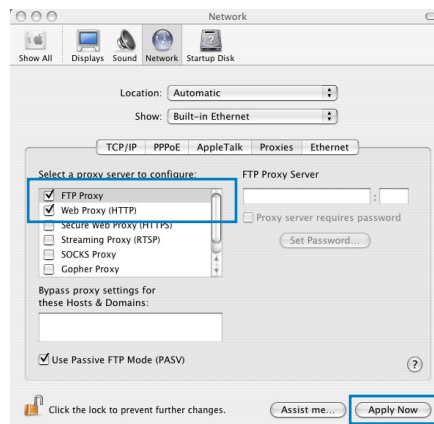 Network
Show All Displays Sound Network Startup Disk
Location: Automatic
Show: Built-in Ethernet
TCP/IP PPPoE AppleTalk Proxies Ethernet
Select a proxy server to configure: FTP Proxy Server
FTP Proxy
Web Proxy (HTTP)
:
Secure Web Proxy (HTTPS)
Proxy server requires password
Streaming Proxy (RTSP)
Set Password...
SOCKS Proxy
Gopher Proxy
Bypass proxy settings for
these Hosts & Domains:
Use Passive FTP Mode (PASV)
?
Click the lock to prevent further changes. Assist me... Apply Now